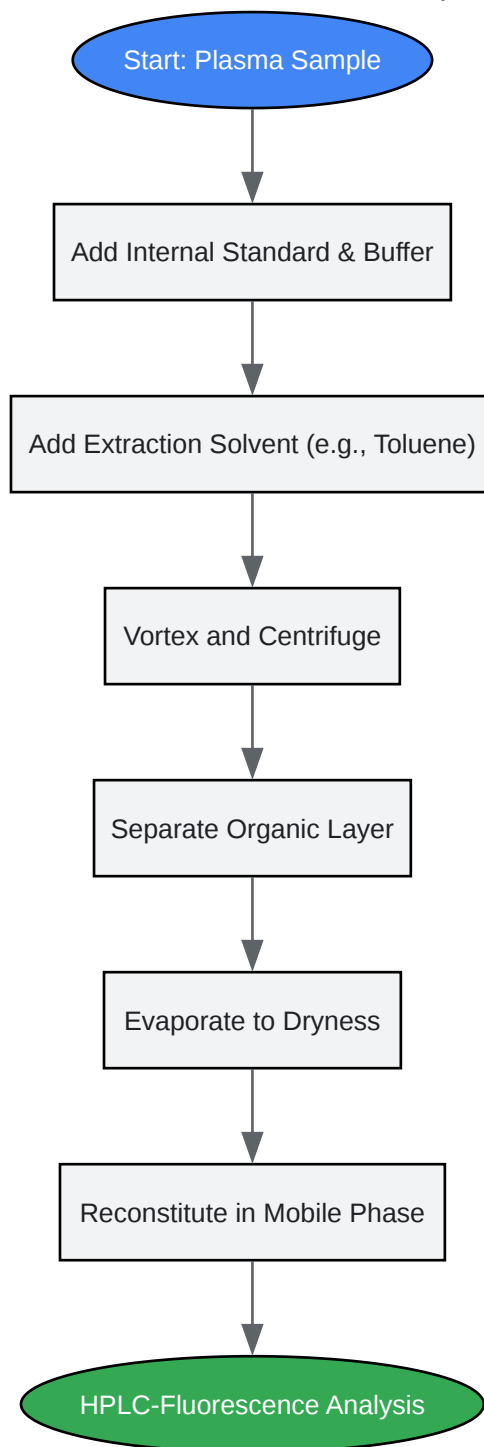 Start: Plasma Sample
Add Internal Standard & Buffer
Add Extraction Solvent (e.g., Toluene)
Vortex and Centrifuge
Separate Organic Layer
Evaporate to Dryness
Reconstitute in Mobile Phase
HPLC-Fluorescence Analysis